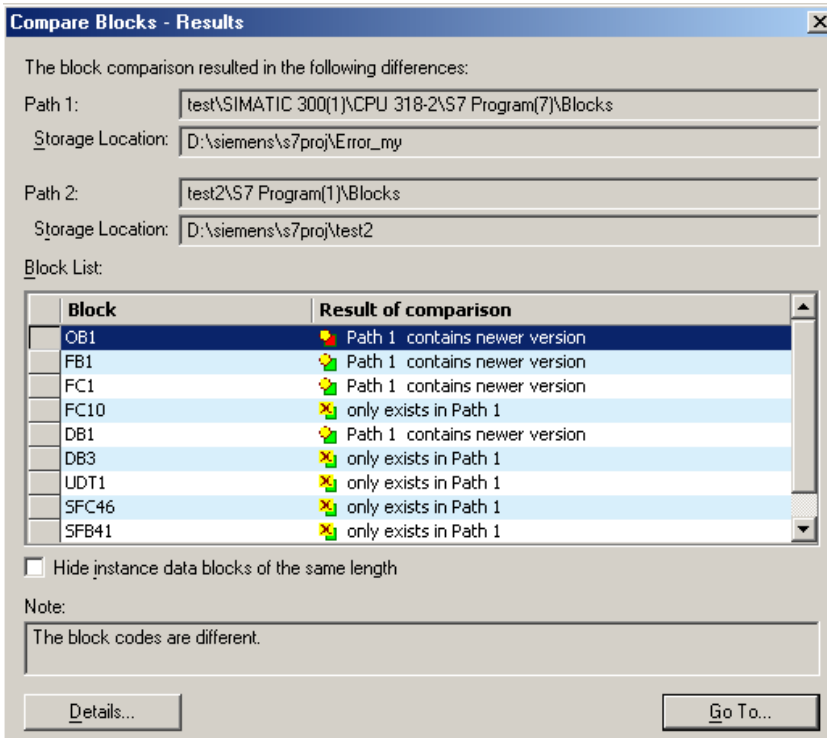 Compare Blocks - Results
The block comparison resulted in the following differences:
Path 1: test\SIMATIC 300(1)\CPU 318-2\S7 Program(7)\Blocks
Storage Location: D:\siemens\s7proj\Error_my
Path 2: test2\S7 Program(1)\Blocks
Storage Location: D:\siemens\s7proj\test2
Block List:
Block Result of comparison
OB1 Path 1 contains newer version
FB1 Path 1 contains newer version
FC1 Path 1 contains newer version
FC10 only exists in Path 1
DB1 Path 1 contains newer version
DB3 only exists in Path 1
UDT1 only exists in Path 1
SFC46 only exists in Path 1
SFB41 only exists in Path 1
Hide instance data blocks of the same length
Note:
The block codes are different.
Details... Go To...